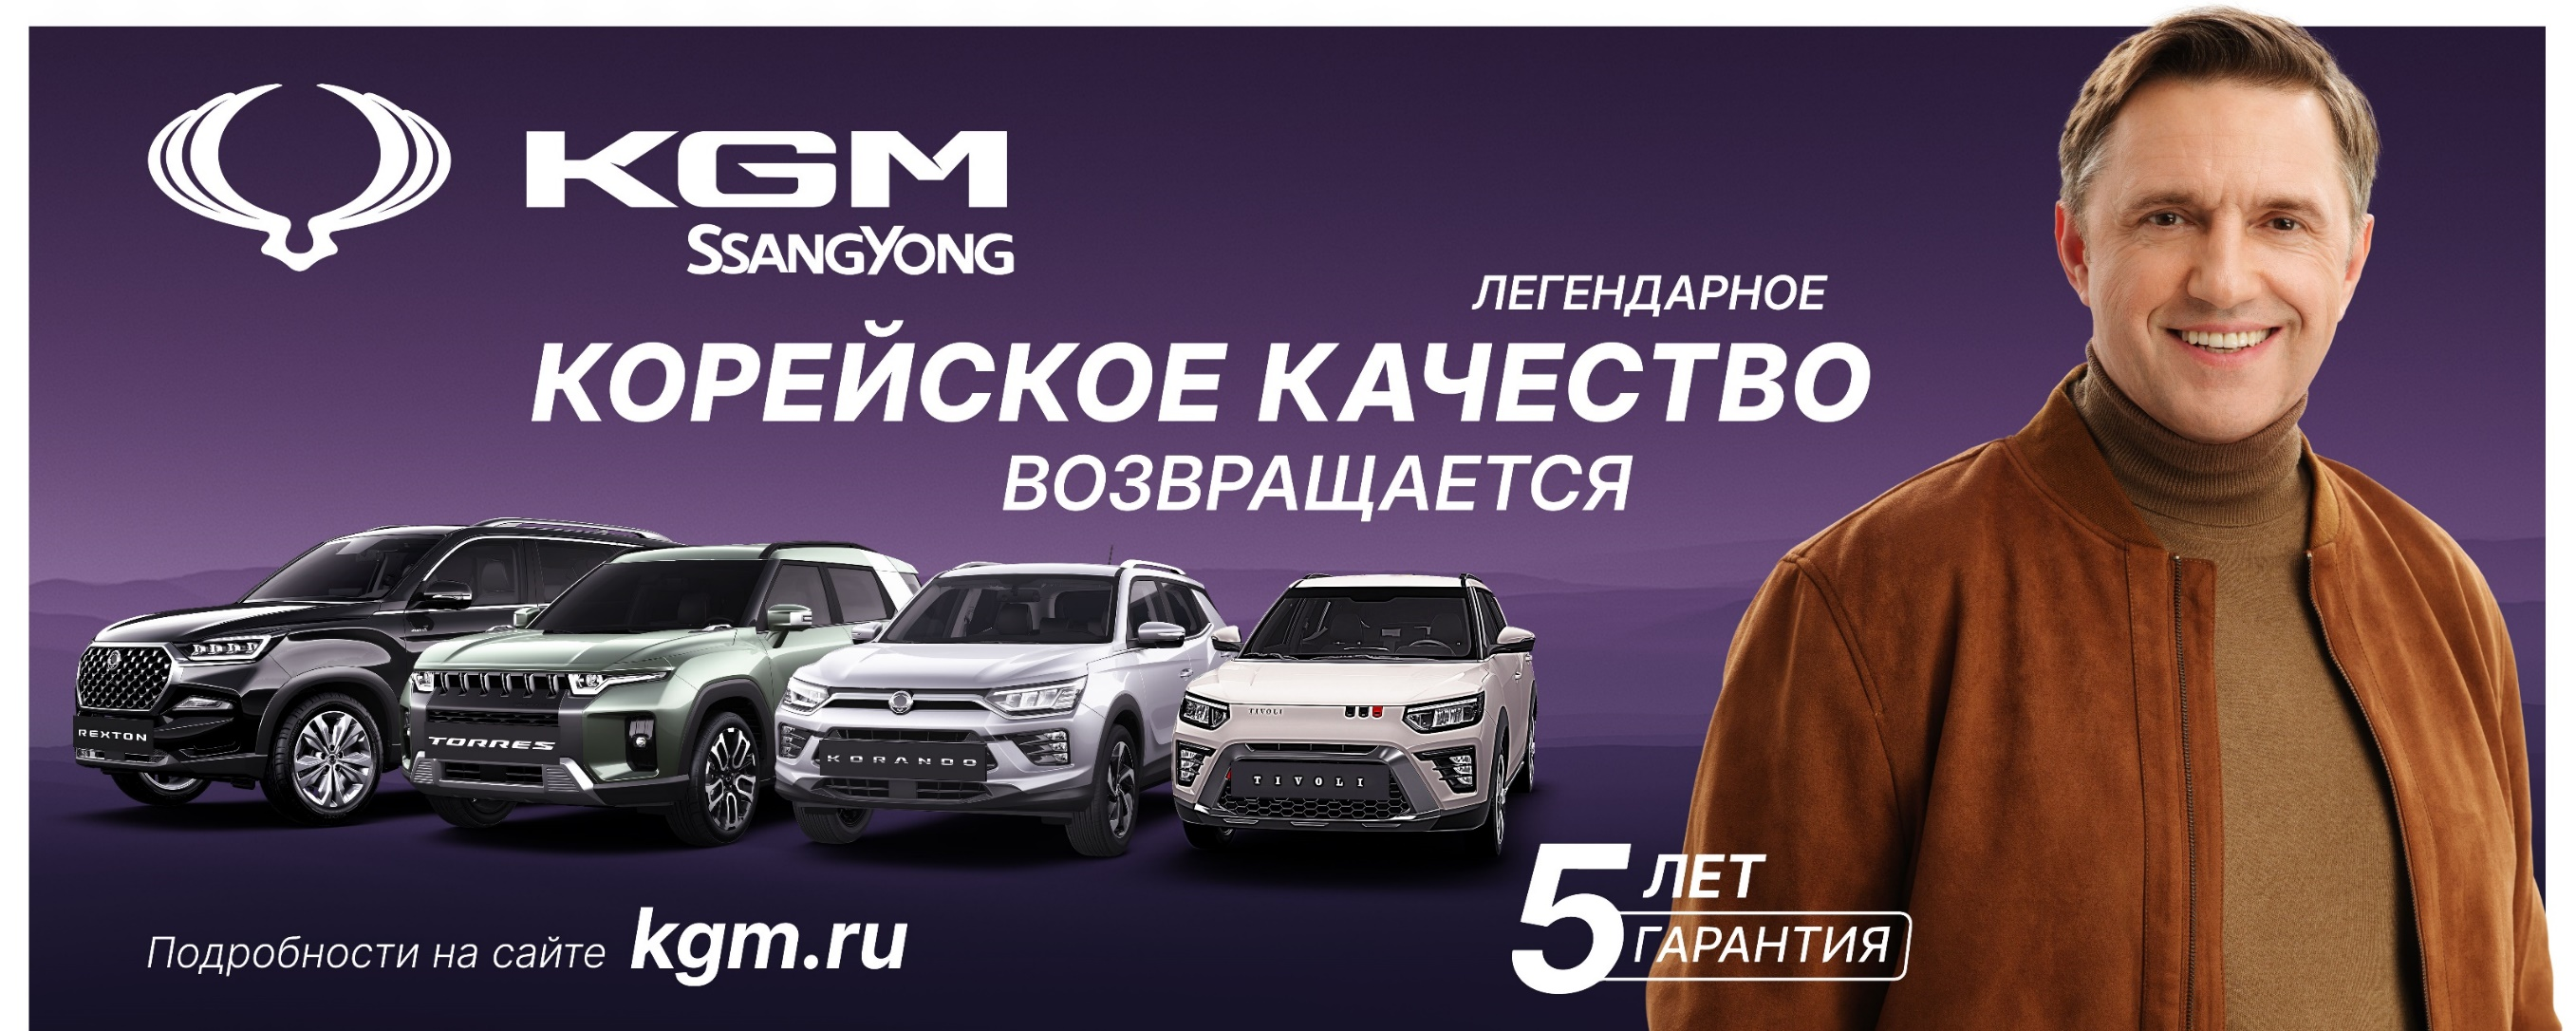 KGM
SSANGYONG
ЛЕГЕНДАРНОЕ
КОРЕЙСКОЕ КАЧЕСТВО
ВОЗВРАЩАЕТСЯ
REXTON
TORRES
KORANDO
TIVOLI
TIVOLI
5 ЛЕТ
ГАРАНТИЯ
Подробности на сайте kgm.ru